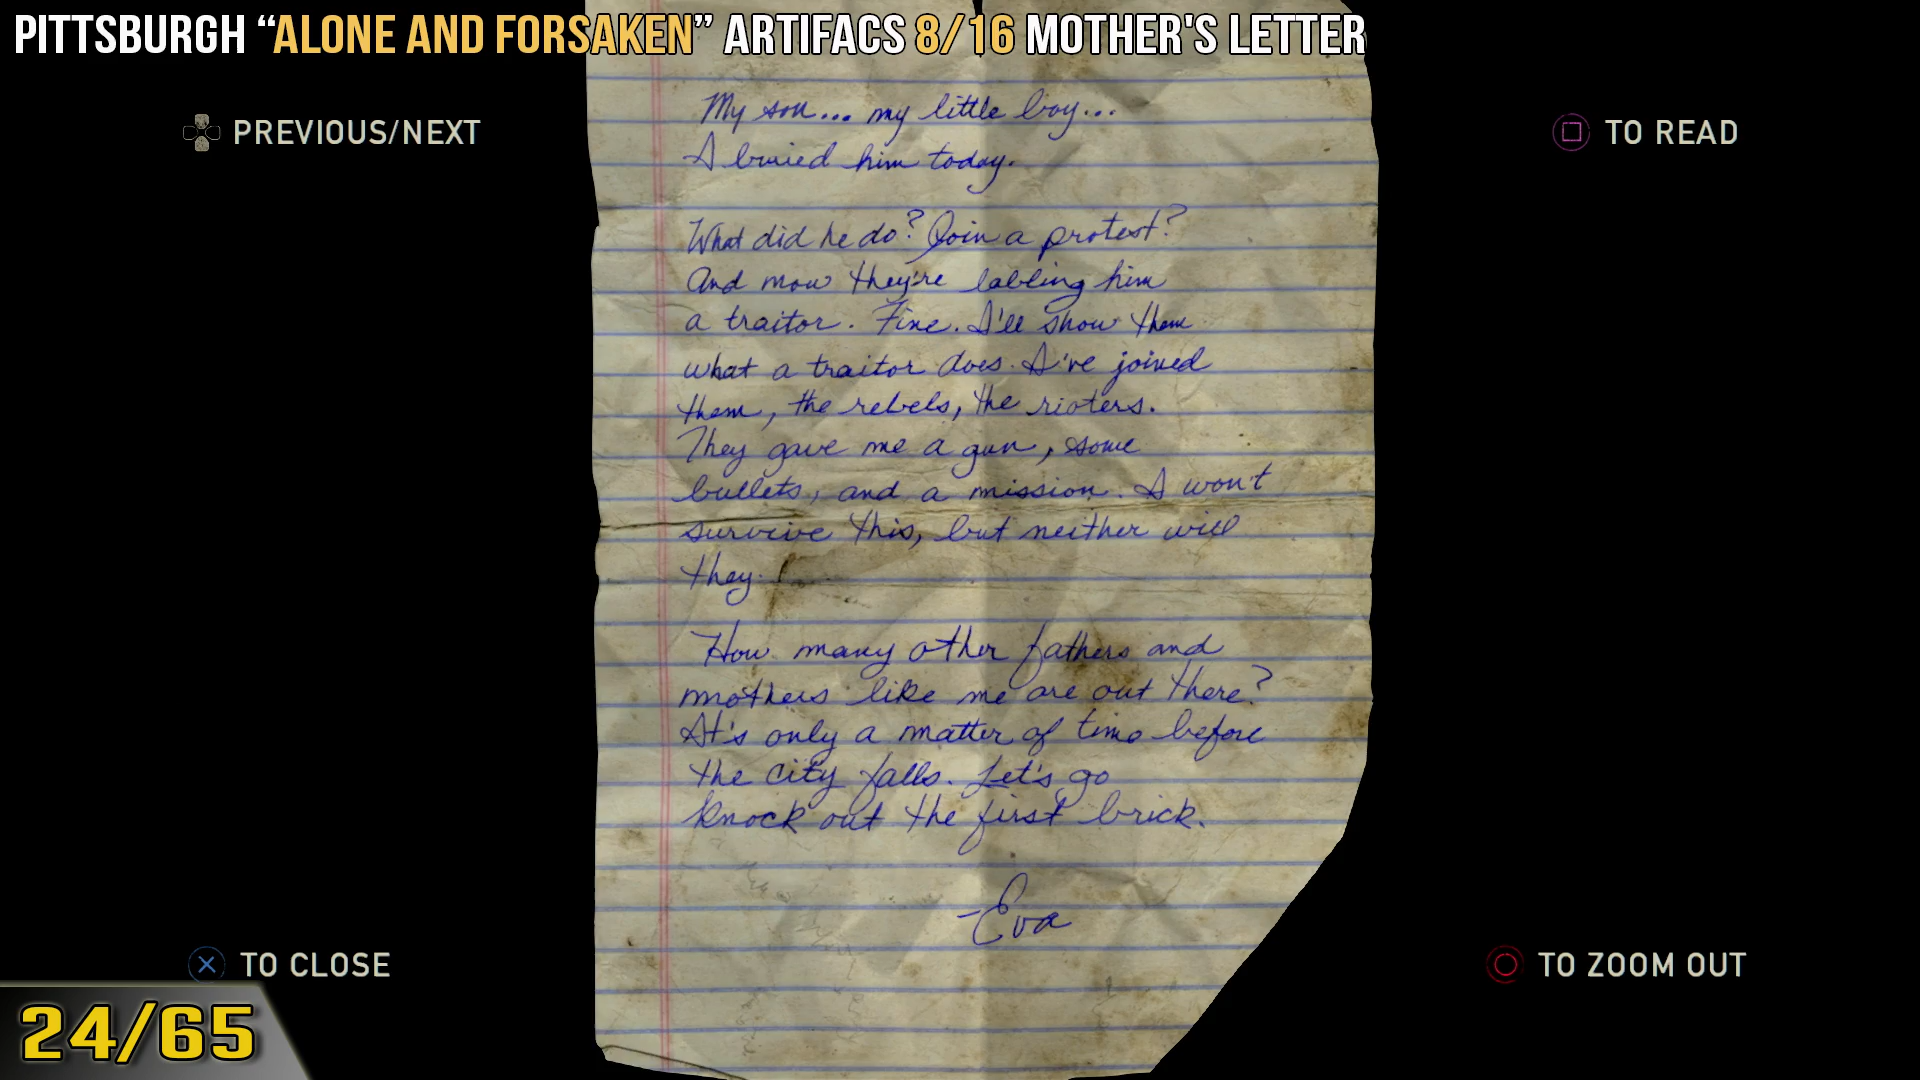 PITTSBURGH “ALONE AND FORSAKEN” ARTIFACS 8/16 MOTHER'S LETTER
PREVIOUS/NEXT
TO READ
My son... my little boy...
I buried him today.
What did he do? Join a protest?
And now they're labling him
a traitor. Fine. I'll show them
what a traitor does. I've joined
them, the rebels, the rioters.
They gave me a gun, some
bullets, and a mission. I won't
survive this, but neither will
they.
How many other fathers and
mothers like me are out there?
It's only a matter of time before
the city falls. Let's go
knock out the first brick.
-Eva
TO CLOSE
TO ZOOM OUT
24/65